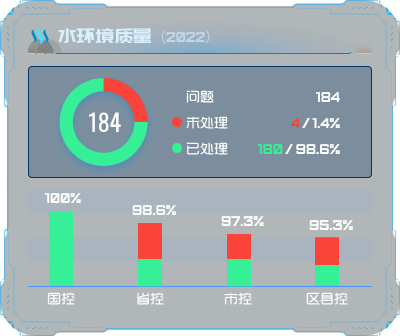 水环境质量（2022）
184
问题 184
未处理 4/1.4%
已处理 180/98.6%
100% 98.6% 97.3% 95.3%
国控 省控 市控 区县控